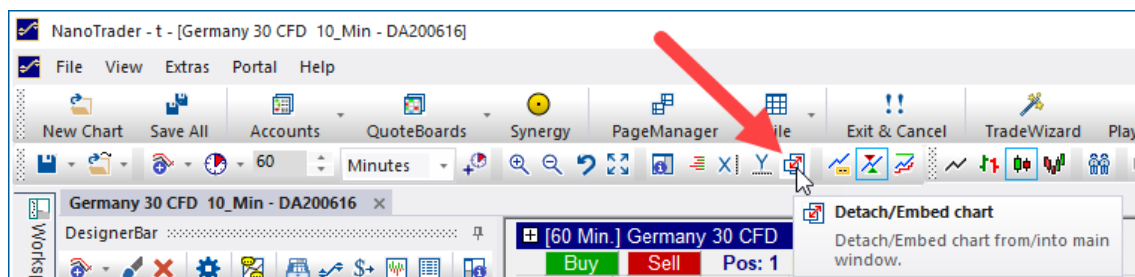 NanoTrader - t - [Germany 30 CFD 10_Min - DA200616]
File View Extras Portal Help
New Chart Save All Accounts QuoteBoards Synergy PageManager Exit & Cancel TradeWizard
60 Minutes
Germany 30 CFD 10_Min - DA200616
DesignerBar
[60 Min.] Germany 30 CFD
Buy Sell Pos: 1
Detach/Embed chart
Detach/Embed chart from/into main
window.